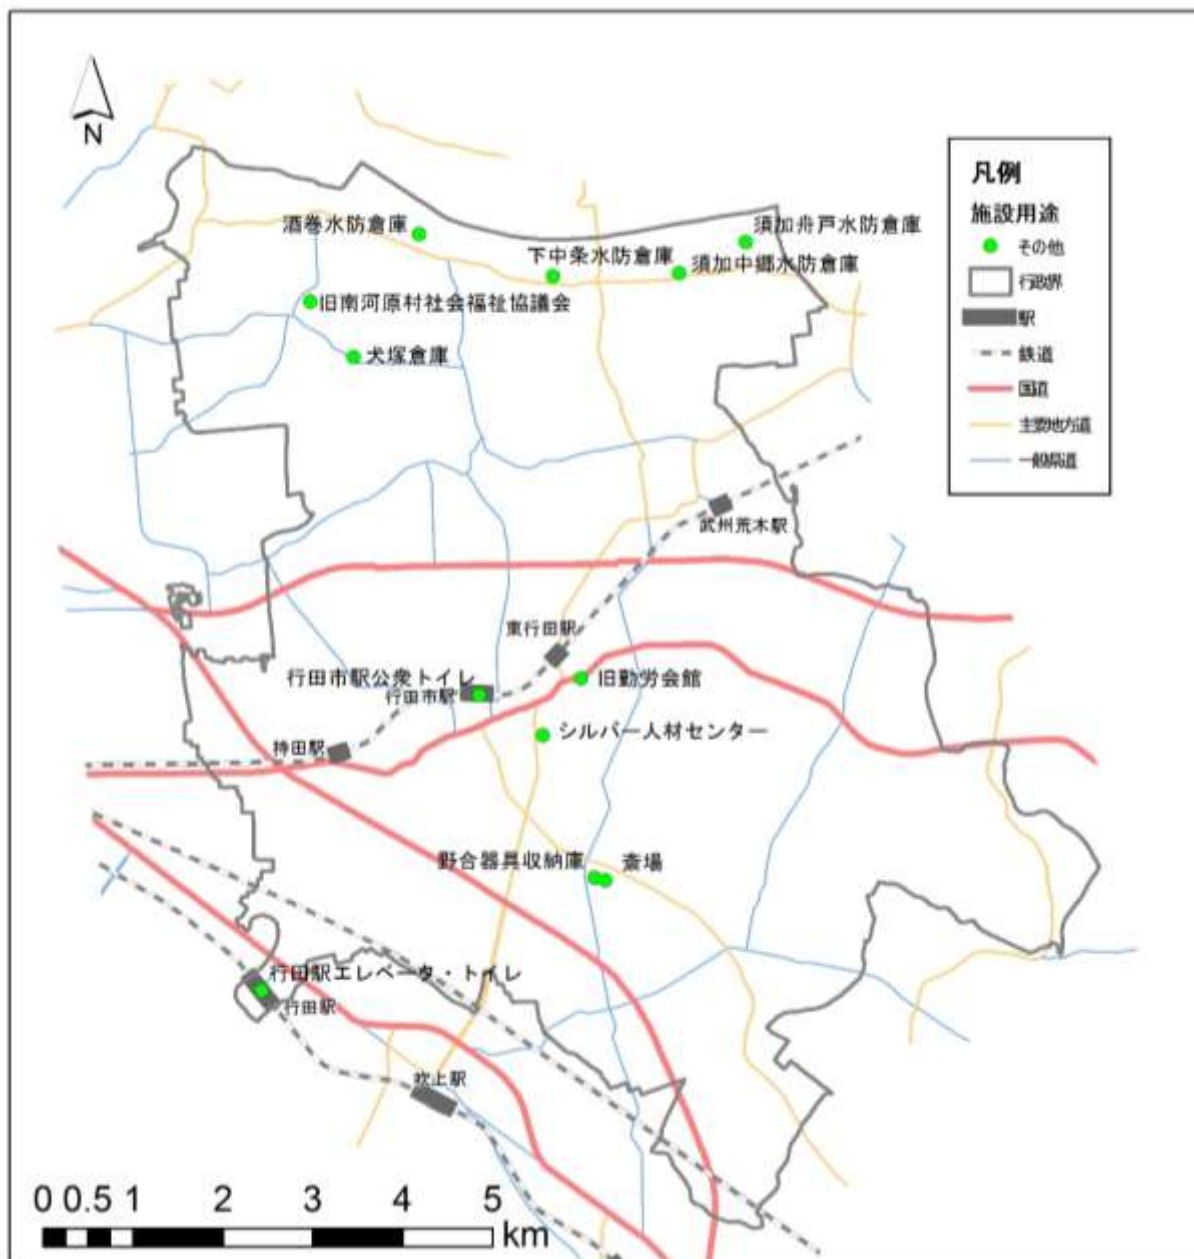 N
凡例
施設用途
その他
行政界
駅
鉄道
国道
主要地方道
一般県道
酒巻水防倉庫
須加舟戸水防倉庫
下中条水防倉庫
須加中郷水防倉庫
旧南河原村社会福祉協議会
犬塚倉庫
武州荒木駅
東行田駅
行田市駅公衆トイレ
旧勤労会館
行田市駅
シルバー人材センター
持田駅
野合器具収納庫
斎場
行田駅エレベータ・トイレ
行田駅
吹上駅
0 0.5 1 2 3 4 5
km